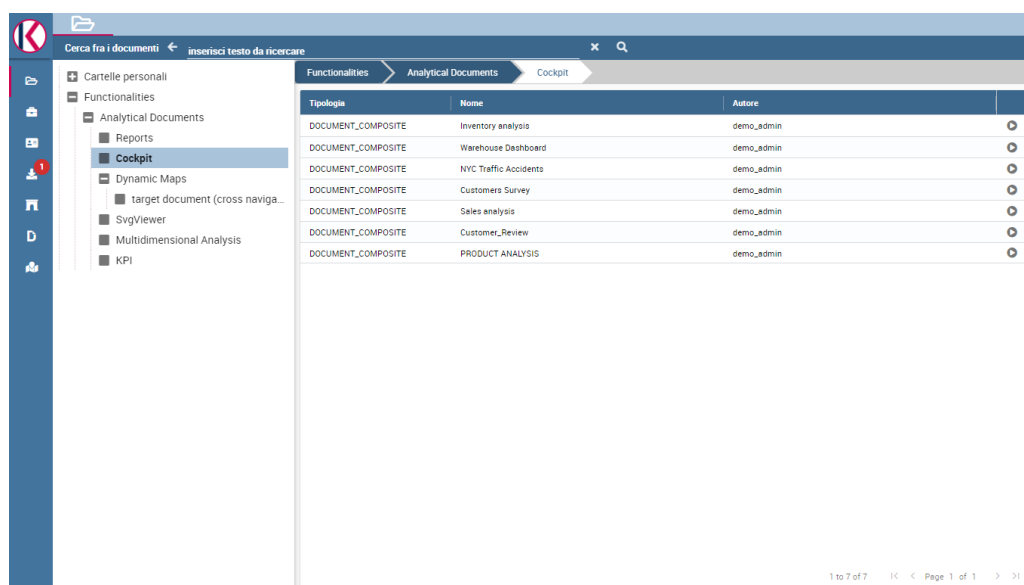 K
Cerca fra i documenti inserisci testo da ricercare
Cartelle personali
Functionalities
Analytical Documents
Reports
Cockpit
Dynamic Maps
target document (cross naviga...
SvgViewer
Multidimensional Analysis
KPI
1
D
Functionalities Analytical Documents Cockpit
Tipologia Nome Autore
DOCUMENT_COMPOSITE Inventory analysis demo_admin
DOCUMENT_COMPOSITE Warehouse Dashboard demo_admin
DOCUMENT_COMPOSITE NYC Traffic Accidents demo_admin
DOCUMENT_COMPOSITE Customers Survey demo_admin
DOCUMENT_COMPOSITE Sales analysis demo_admin
DOCUMENT_COMPOSITE Customer_Review demo_admin
DOCUMENT_COMPOSITE PRODUCT ANALYSIS demo_admin
1 to 7 of 7 Page 1 of 1